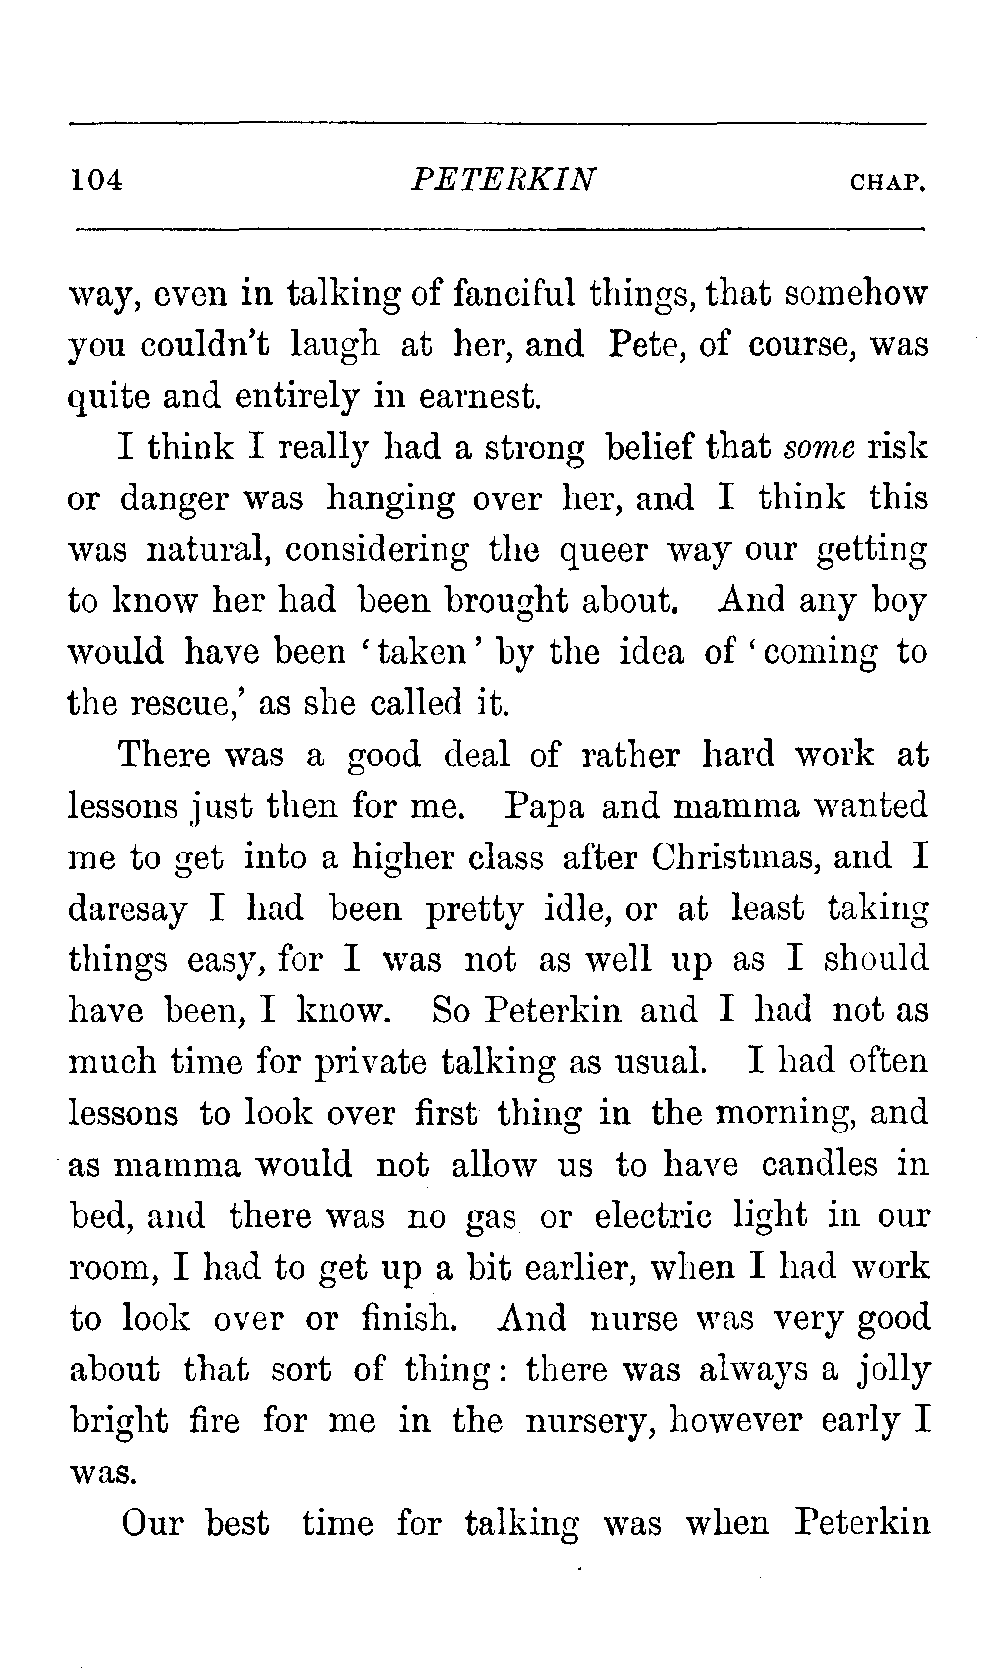 104 PETERKIN CHAP.
way, even in talking of fanciful things, that somehow
you couldn't laugh at her, and Pete, of course, was
quite and entirely in earnest.
I think I really had a strong belief that some risk
or danger was hanging over her, and I think this
was natural, considering the queer way our getting
to know her had been brought about. And any boy
would have been ‘taken’ by the idea of ‘coming to
the rescue,’ as she called it.
There was a good deal of rather hard work at
lessons just then for me. Papa and mamma wanted
me to get into a higher class after Christmas, and I
daresay I had been pretty idle, or at least taking
things easy, for I was not as well up as I should
have been, I know. So Peterkin and I had not as
much time for private talking as usual. I had often
lessons to look over first thing in the morning, and
as mamma would not allow us to have candles in
bed, and there was no gas or electric light in our
room, I had to get up a bit earlier, when I had work
to look over or finish. And nurse was very good
about that sort of thing: there was always a jolly
bright fire for me in the nursery, however early I
was.
Our best time for talking was when Peterkin